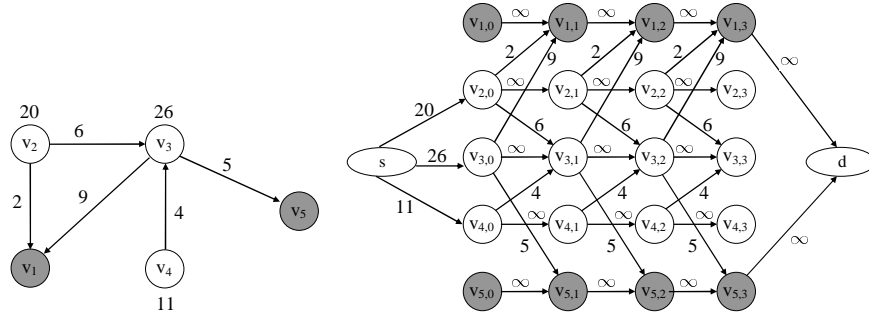 20 26
v2 6 v3
5
2 9 4 v5
v1 v4
11
v1,0 ∞ v1,1 ∞ v1,2 ∞ v1,3
2 9 2 9 2 9 ∞
v2,0 ∞ v2,1 ∞ v2,2 ∞ v2,3
20 6 6 6
s 26 v3,0 ∞ v3,1 ∞ v3,2 ∞ v3,3 d
11 4 4 4
v4,0 ∞ v4,1 ∞ v4,2 ∞ v4,3
5 5 5 ∞
v5,0 ∞ v5,1 ∞ v5,2 ∞ v5,3